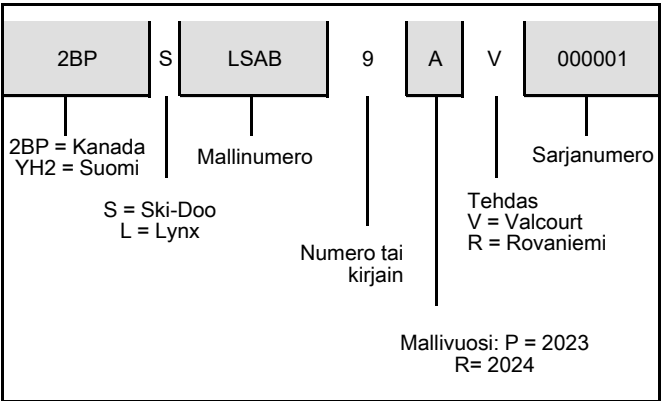 2BP S LSAB 9 A V 000001
2BP = Kanada
YH2 = Suomi
Mallinumero
Sarjanumero
S = Ski-Doo
L = Lynx
Tehdas
V = Valcourt
R = Rovaniemi
Numero tai
kirjain
Mallivuosi: P = 2023
R= 2024